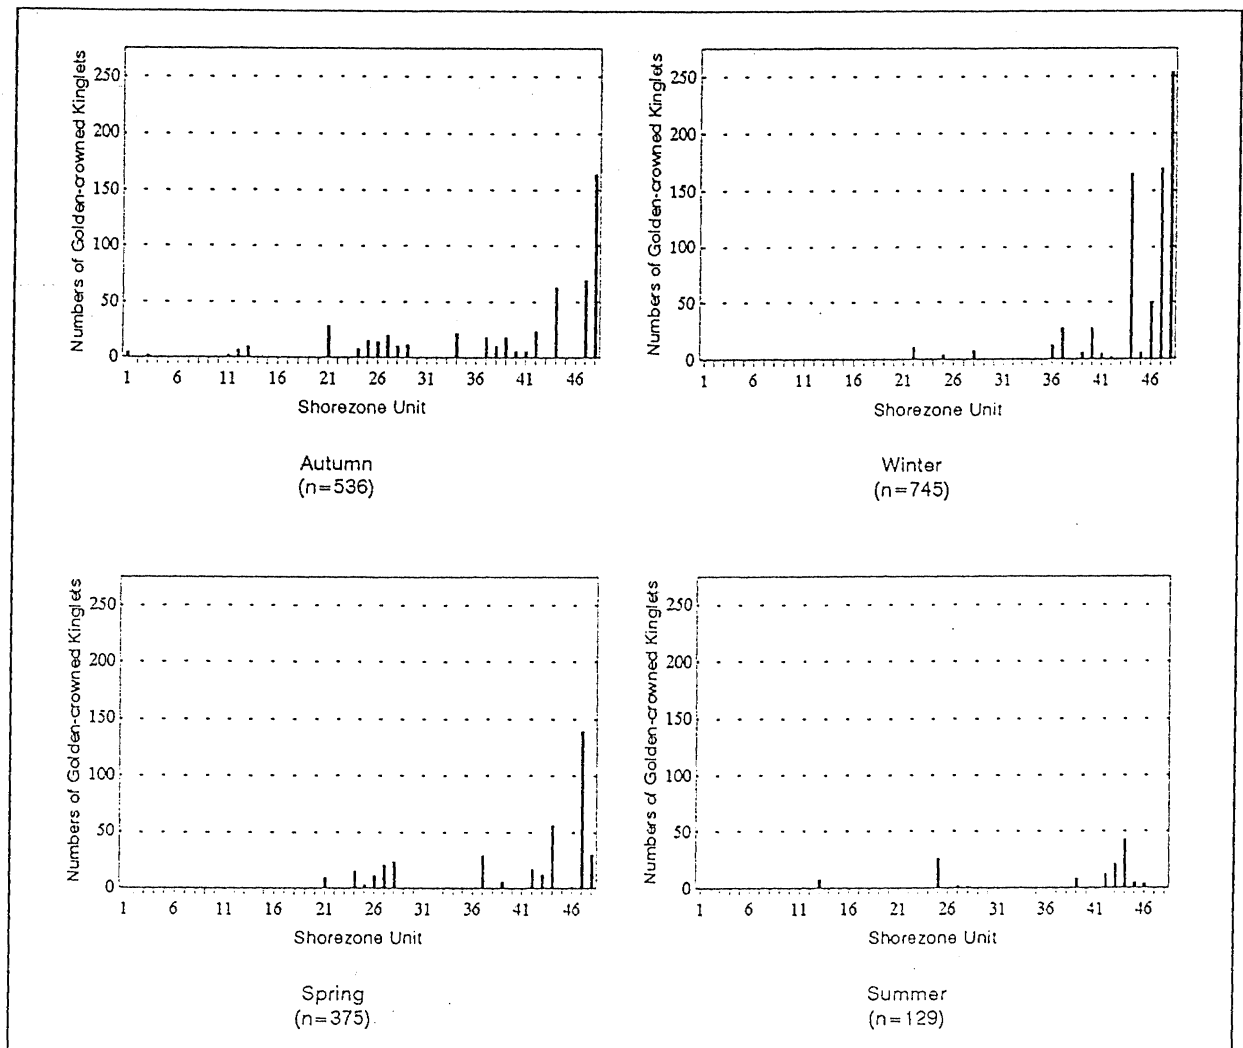 Numbers of Golden-crowned Kinglets
250
200
150
100
50
0
1 6 11 16 21 26 31 36 41 46
Shorezone Unit
Autumn
(n=536)
Numbers of Golden-crowned Kinglets
250
200
150
100
50
0
1 6 11 16 21 26 31 36 41 46
Shorezone Unit
Winter
(n=745)
Numbers of Golden-crowned Kinglets
250
200
150
100
50
0
1 6 11 16 21 26 31 36 41 46
Shorezone Unit
Spring
(n=375)
Numbers of Golden-crowned Kinglets
250
200
150
100
50
0
1 6 11 16 21 26 31 36 41 46
Shorezone Unit
Summer
(n=129)